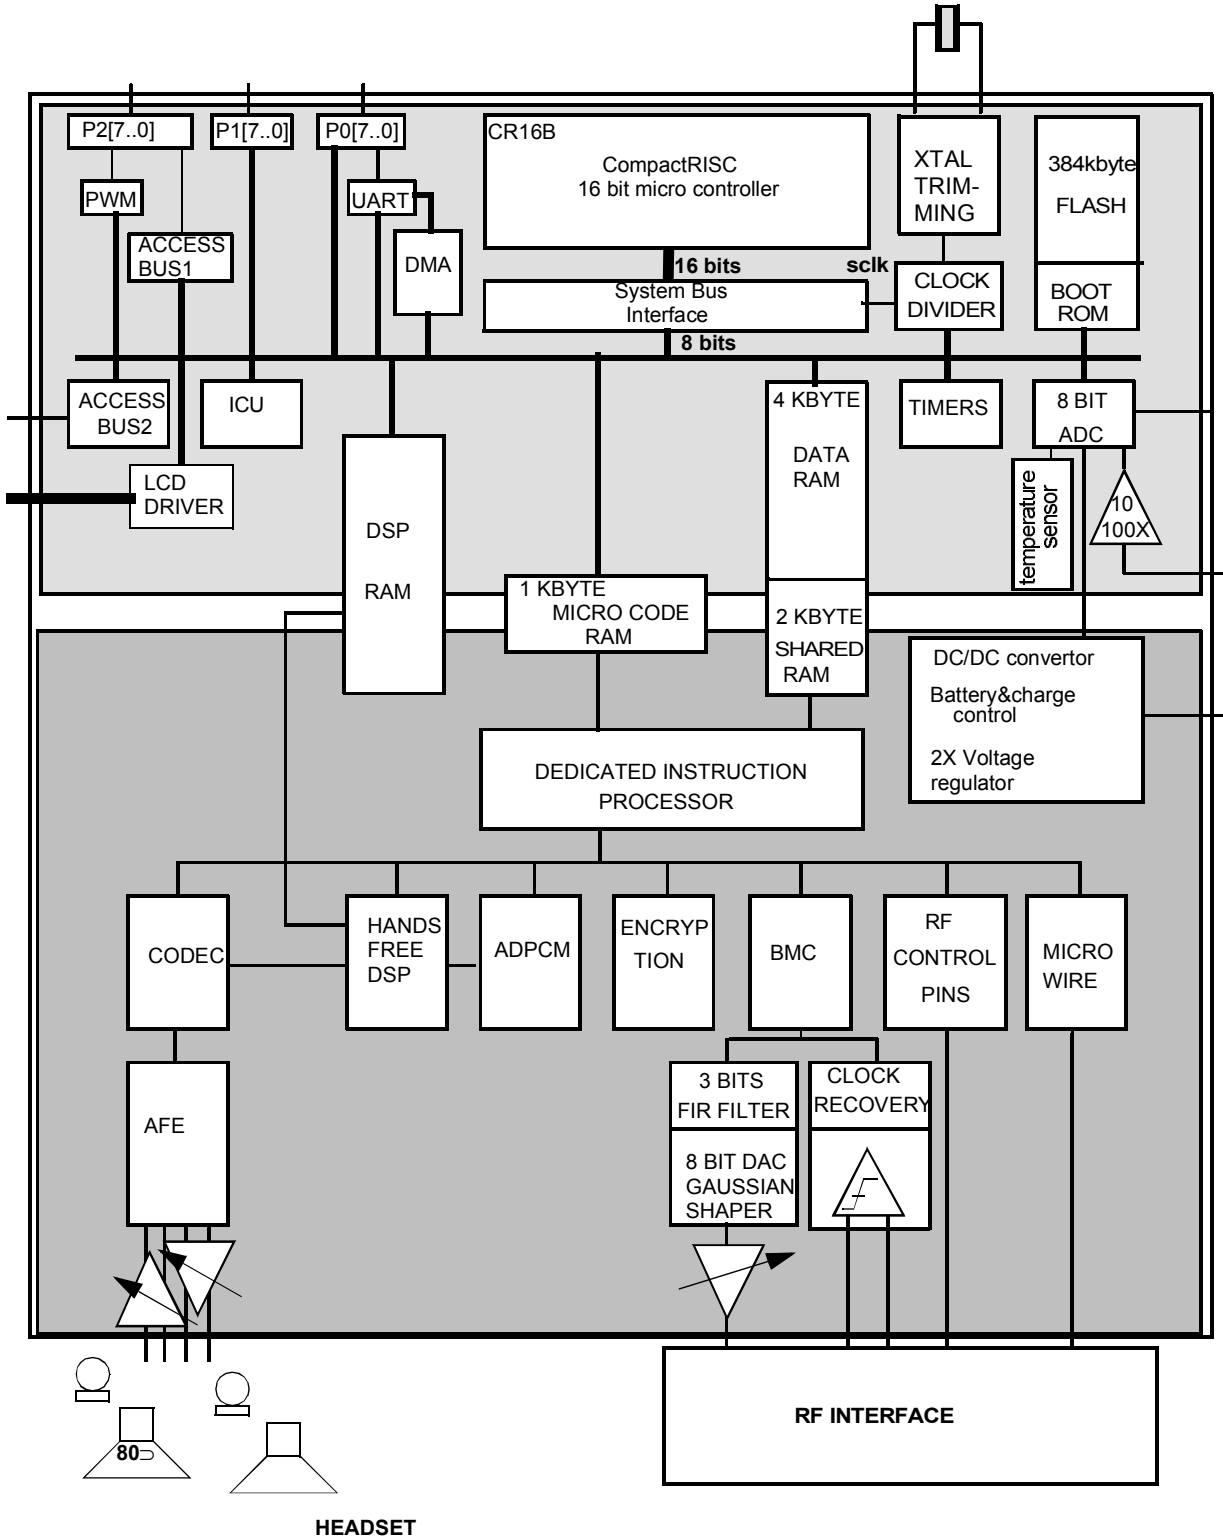 P2[7..0]
P1[7..0]
P0[7..0]
CR16B
CompactRISC
16 bit micro controller
XTAL
TRIM-
MING
384kbyte
FLASH
PWM
UART
ACCESS
BUS1
DMA
16 bits
sclk
System Bus
Interface
CLOCK
DIVIDER
BOOT
ROM
8 bits
ACCESS
BUS2
ICU
4 KBYTE
DATA
RAM
TIMERS
8 BIT
ADC
LCD
DRIVER
DSP
RAM
temperature
sensor
10
100X
1 KBYTE
MICRO CODE
RAM
2 KBYTE
SHARED
RAM
DC/DC convertor
Battery&charge
control
2X Voltage
regulator
DEDICATED INSTRUCTION
PROCESSOR
CODEC
HANDS
FREE
DSP
ADPCM
ENCRYP
TION
BMC
RF
CONTROL
PINS
MICRO
WIRE
AFE
3 BITS
FIR FILTER
CLOCK
RECOVERY
8 BIT DAC
GAUSSIAN
SHAPER
RF INTERFACE
80⊃
HEADSET